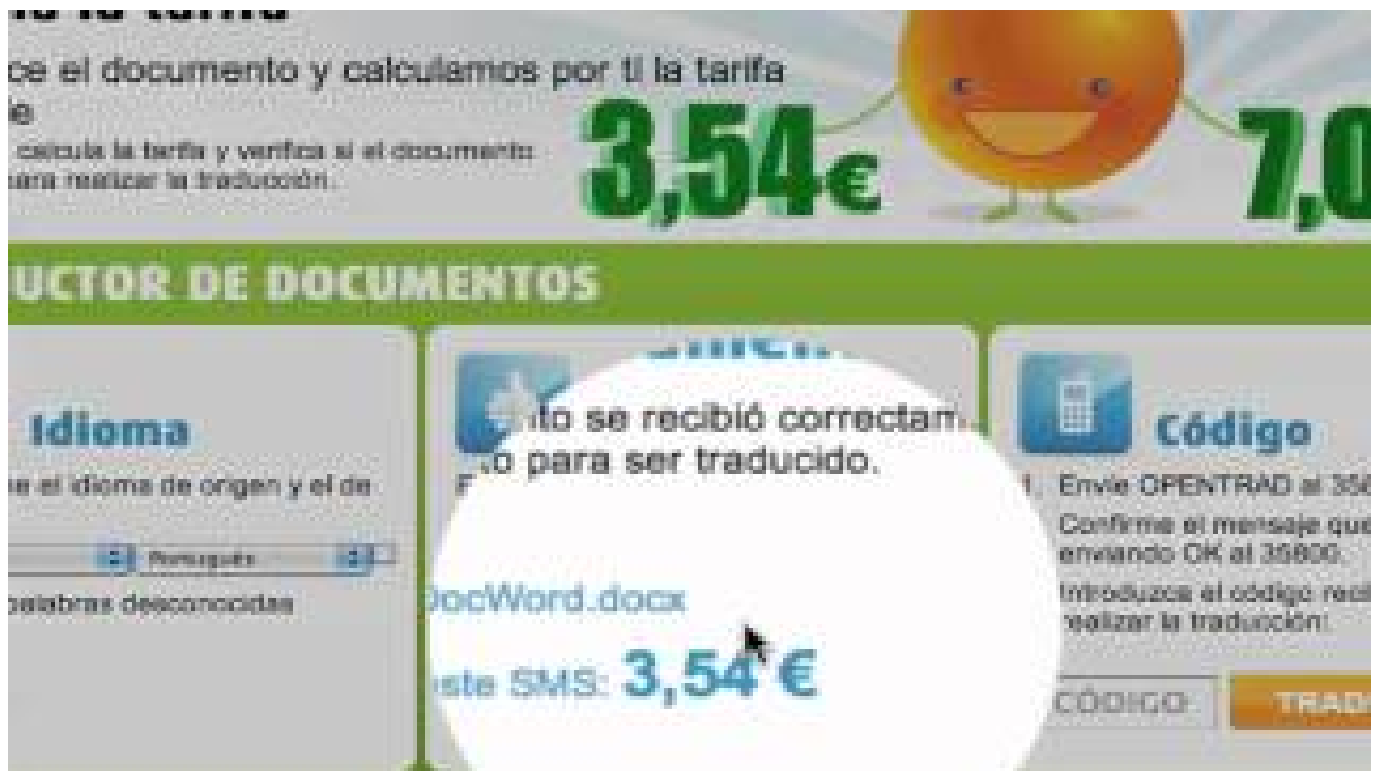 ce el documento y calculamos por ti la tarifa
calcula la tarifa y verifica si el documento
para realizar la traducción.
3,54€
7,0
UCTOR DE DOCUMENTOS
Idioma
el idioma de origen y el de
Português
palabras desconocidas
to se recibió correctam
o para ser traducido.
DocWord.docx
ste SMS: 3,54 €
Código
1. Envíe OPENTRAD al 358
Confirme el mensaje que
enviando OK al 35800.
Introduzca el código reci
realizar la traducción:
CÓDIGO
TRAD